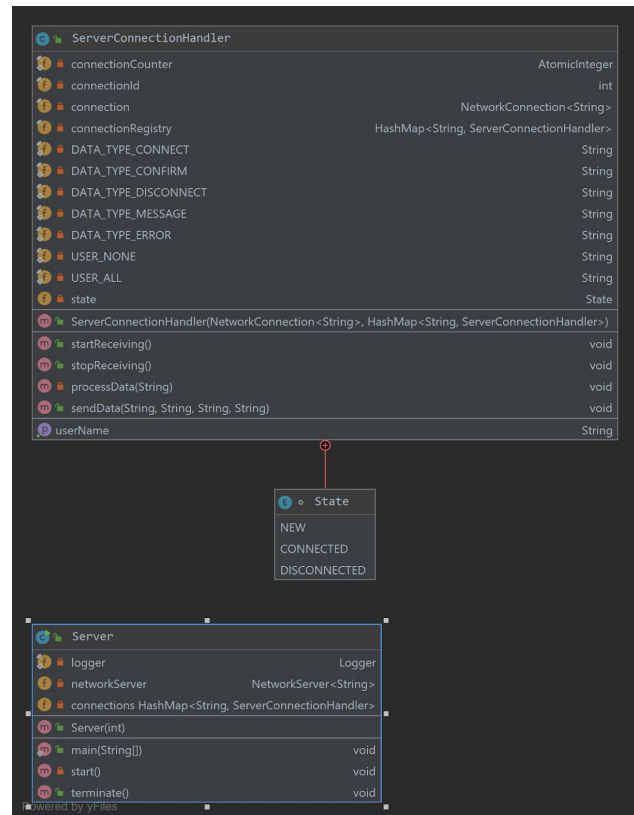 ServerConnectionHandler
connectionCounter AtomicInteger
connectionId int
connection NetworkConnection<String>
connectionRegistry HashMap<String, ServerConnectionHandler>
DATA_TYPE_CONNECT String
DATA_TYPE_CONFIRM String
DATA_TYPE_DISCONNECT String
DATA_TYPE_MESSAGE String
DATA_TYPE_ERROR String
USER_NONE String
USER_ALL String
state State
ServerConnectionHandler(NetworkConnection<String>, HashMap<String, ServerConnectionHandler>)
startReceiving() void
stopReceiving() void
processData(String) void
sendData(String, String, String, String) void
userName String
State
NEW
CONNECTED
DISCONNECTED
Server
logger Logger
networkServer NetworkServer<String>
connections HashMap<String, ServerConnectionHandler>
Server(int)
main(String[]) void
start() void
terminate() void
Powered by yFiles